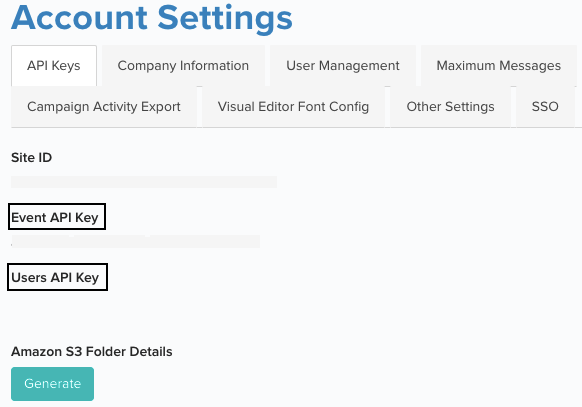 Account Settings
API Keys Company Information User Management Maximum Messages
Campaign Activity Export Visual Editor Font Config Other Settings SSO
Site ID
Event API Key
Users API Key
Amazon S3 Folder Details
Generate